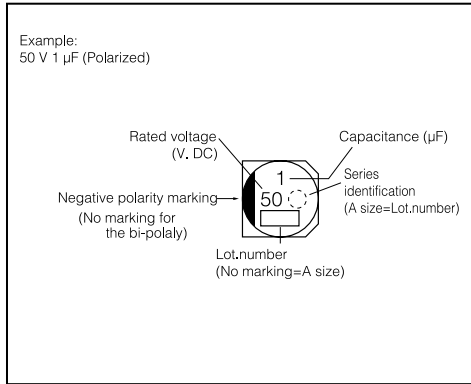 Example:
50 V 1 µF (Polarized)
Rated voltage
(V. DC)
Capacitance (µF)
Negative polarity marking
(No marking for
the bi-polaly)
1
50
Series
identification
(A size=Lot.number)
Lot.number
(No marking=A size)